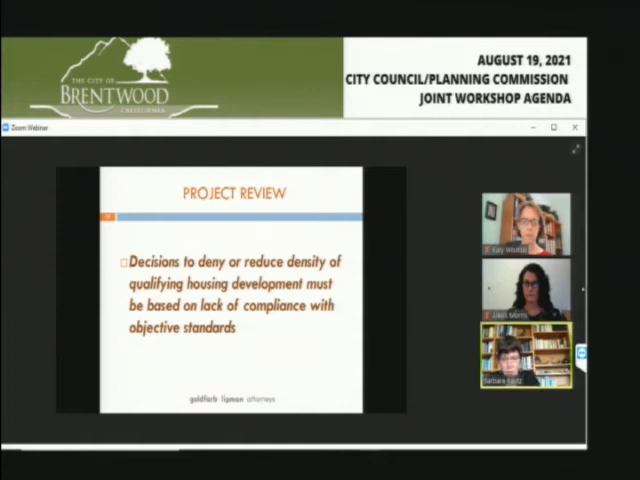 THE CITY OF
BRENTWOOD
CALIFORNIA
AUGUST 19, 2021
CITY COUNCIL/PLANNING COMMISSION
JOINT WORKSHOP AGENDA
Zoom Webinar
PROJECT REVIEW
Decisions to deny or reduce density of
qualifying housing development must
be based on lack of compliance with
objective standards
goldfarb lipman attorneys
Alexis Morris
Barbara Kautz